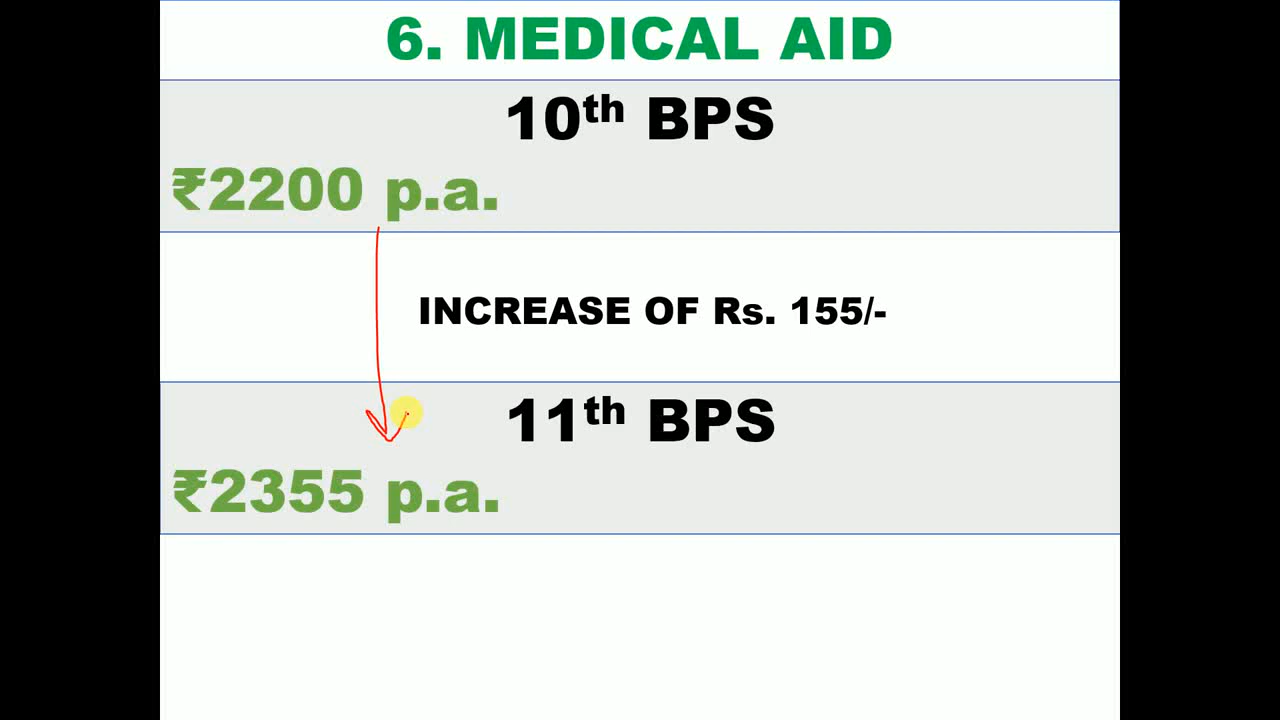 6. MEDICAL AID
10th BPS
₹2200 p.a.
INCREASE OF Rs. 155/-
11th BPS
₹2355 p.a.